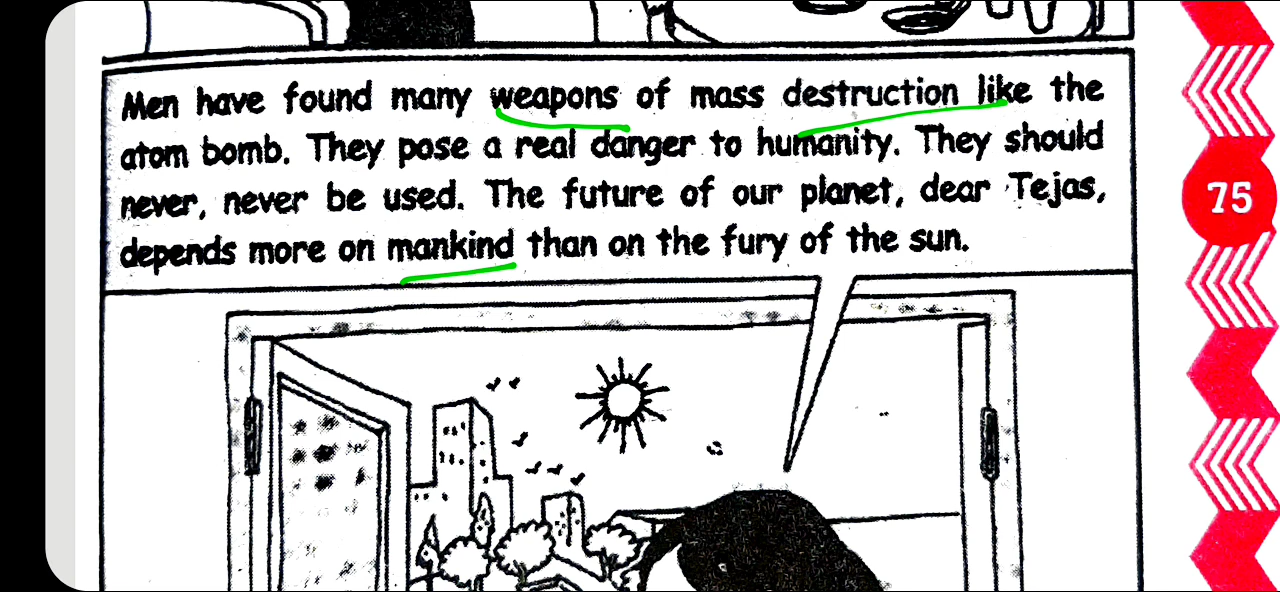 Men have found many weapons of mass destruction like the
atom bomb. They pose a real danger to humanity. They should
never, never be used. The future of our planet, dear Tejas,
depends more on mankind than on the fury of the sun.
75